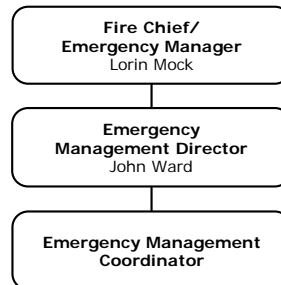 Fire Chief/
Emergency Manager
Lorin Mock
Emergency
Management Director
John Ward
Emergency Management
Coordinator